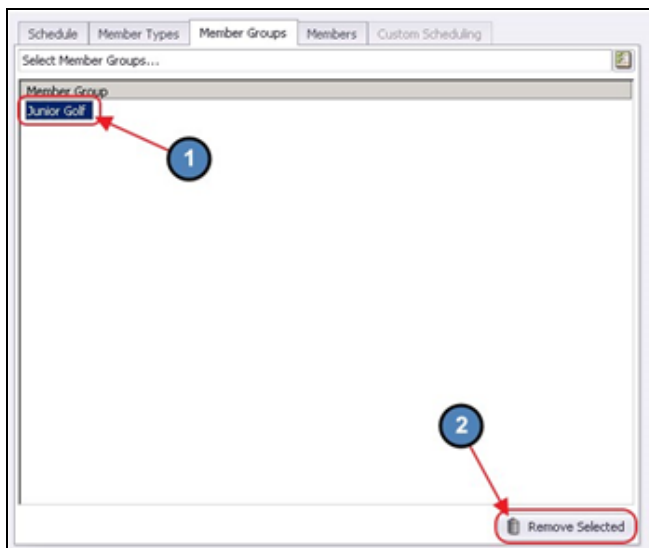 Schedule Member Types Member Groups Members Custom Scheduling
Select Member Groups...
Member Group
Junior Golf
1
2
Remove Selected